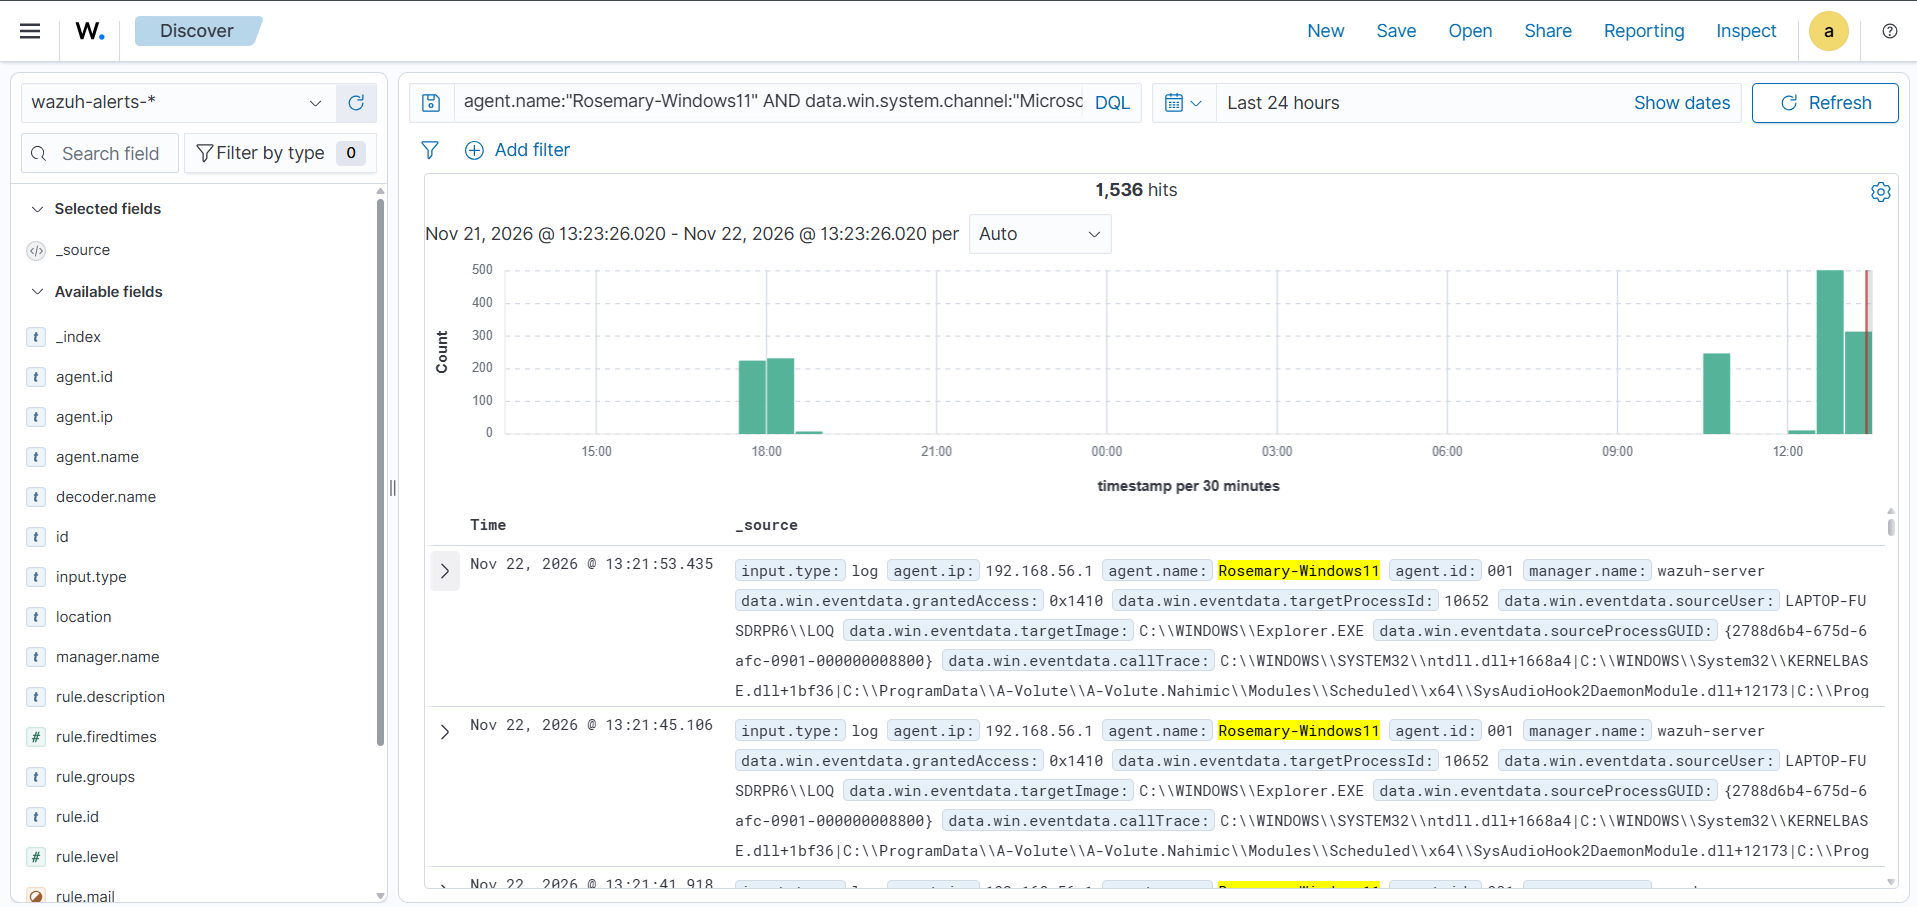 W. Discover New Save Open Share Reporting Inspect a
wazuh-alerts-*
Search field Filter by type 0
Selected fields
_source
Available fields
t _index
t agent.id
t agent.ip
t agent.name
t decoder.name
t id
t input.type
t location
t manager.name
t rule.description
# rule.firedtimes
t rule.groups
t rule.id
# rule.level
rule.mail
agent.name:"Rosemary-Windows11" AND data.win.system.channel:"Microsc DQL Last 24 hours Show dates Refresh
Add filter
1,536 hits
Nov 21, 2026 @ 13:23:26.020 - Nov 22, 2026 @ 13:23:26.020 per Auto
Count
500
400
300
200
100
0
15:00 18:00 21:00 00:00 03:00 06:00 09:00 12:00
timestamp per 30 minutes
Time _source
Nov 22, 2026 @ 13:21:53.435 input.type: log agent.ip: 192.168.56.1 agent.name: Rosemary-Windows11 agent.id: 001 manager.name: wazuh-server
data.win.eventdata.grantedAccess: 0x1410 data.win.eventdata.targetProcessId: 10652 data.win.eventdata.sourceUser: LAPTOP-FU
SDRPR6\\LOQ data.win.eventdata.targetImage: C:\\WINDOWS\\Explorer.EXE data.win.eventdata.sourceProcessGUID: {2788d6b4-675d-6
afc-0901-000000008800} data.win.eventdata.callTrace: C:\\WINDOWS\\SYSTEM32\\ntdll.dll+1668a4|C:\\WINDOWS\\System32\\KERNELBAS
E.dll+1bf36|C:\\ProgramData\\A-Volute\\A-Volute.Nahimic\\Modules\\Scheduled\\x64\\SysAudioHook2DaemonModule.dll+12173|C:\\Prog
Nov 22, 2026 @ 13:21:45.106 input.type: log agent.ip: 192.168.56.1 agent.name: Rosemary-Windows11 agent.id: 001 manager.name: wazuh-server
data.win.eventdata.grantedAccess: 0x1410 data.win.eventdata.targetProcessId: 10652 data.win.eventdata.sourceUser: LAPTOP-FU
SDRPR6\\LOQ data.win.eventdata.targetImage: C:\\WINDOWS\\Explorer.EXE data.win.eventdata.sourceProcessGUID: {2788d6b4-675d-6
afc-0901-000000008800} data.win.eventdata.callTrace: C:\\WINDOWS\\SYSTEM32\\ntdll.dll+1668a4|C:\\WINDOWS\\System32\\KERNELBAS
E.dll+1bf36|C:\\ProgramData\\A-Volute\\A-Volute.Nahimic\\Modules\\Scheduled\\x64\\SysAudioHook2DaemonModule.dll+12173|C:\\Prog
Nov 22, 2026 @ 13:21:41.918